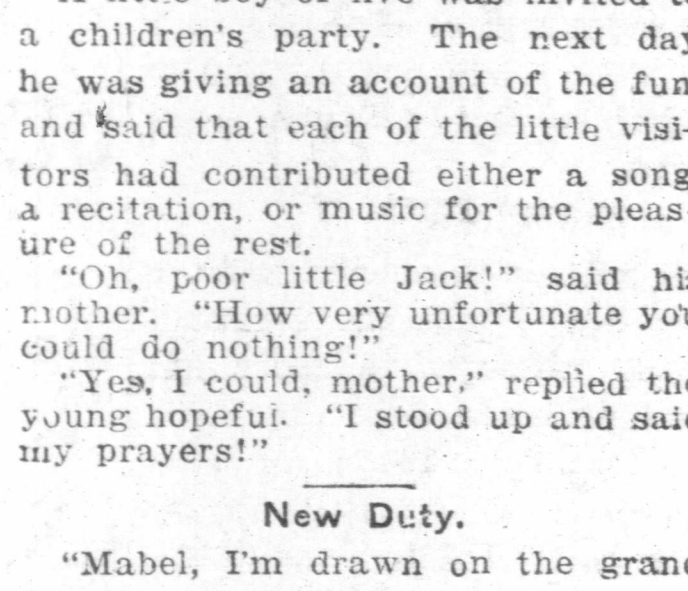 a children's party. The next day
he was giving an account of the fun
and said that each of the little visi-
tors had contributed either a song
a recitation, or music for the pleas
ure of the rest.
"Oh, poor little Jack!" said his
mother. "How very unfortunate you
could do nothing!"
"Yes, I could, mother," replied the
young hopeful. "I stood up and said
my prayers!"
New Duty.
"Mabel, I'm drawn on the grand